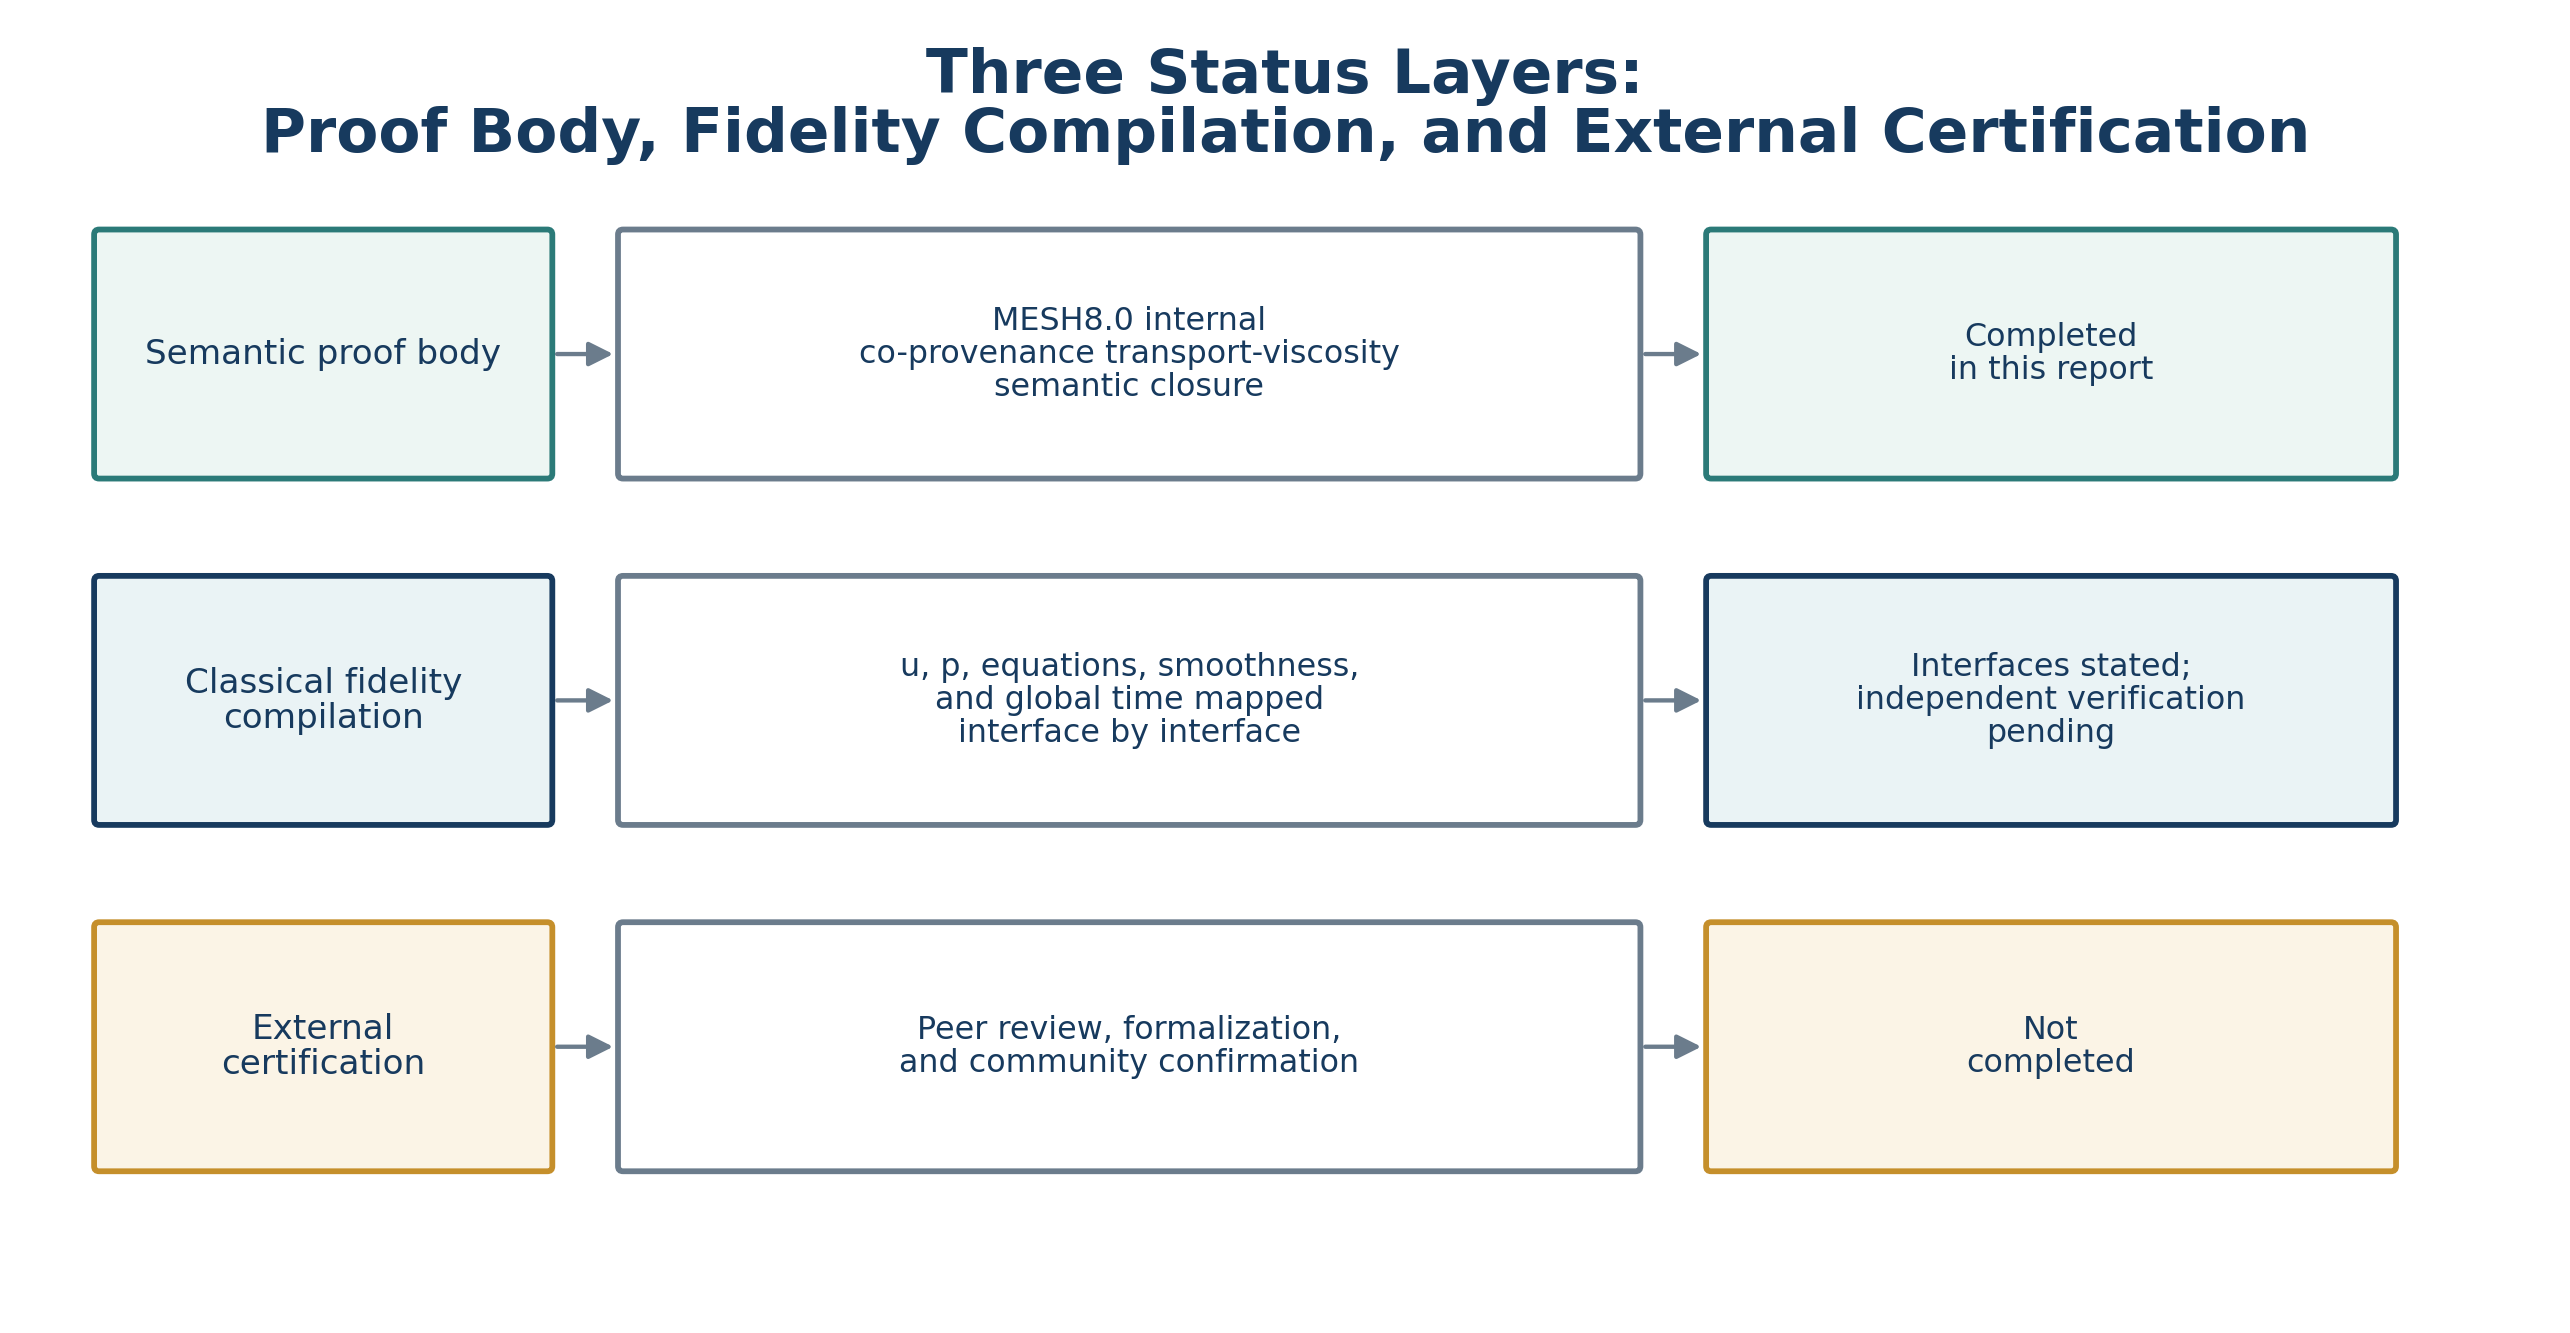 Three Status Layers:
Proof Body, Fidelity Compilation, and External Certification
Semantic proof body
MESH8.0 internal
co-provenance transport-viscosity
semantic closure
Completed
in this report
Classical fidelity
compilation
u, p, equations, smoothness,
and global time mapped
interface by interface
Interfaces stated;
independent verification
pending
External
certification
Peer review, formalization,
and community confirmation
Not
completed